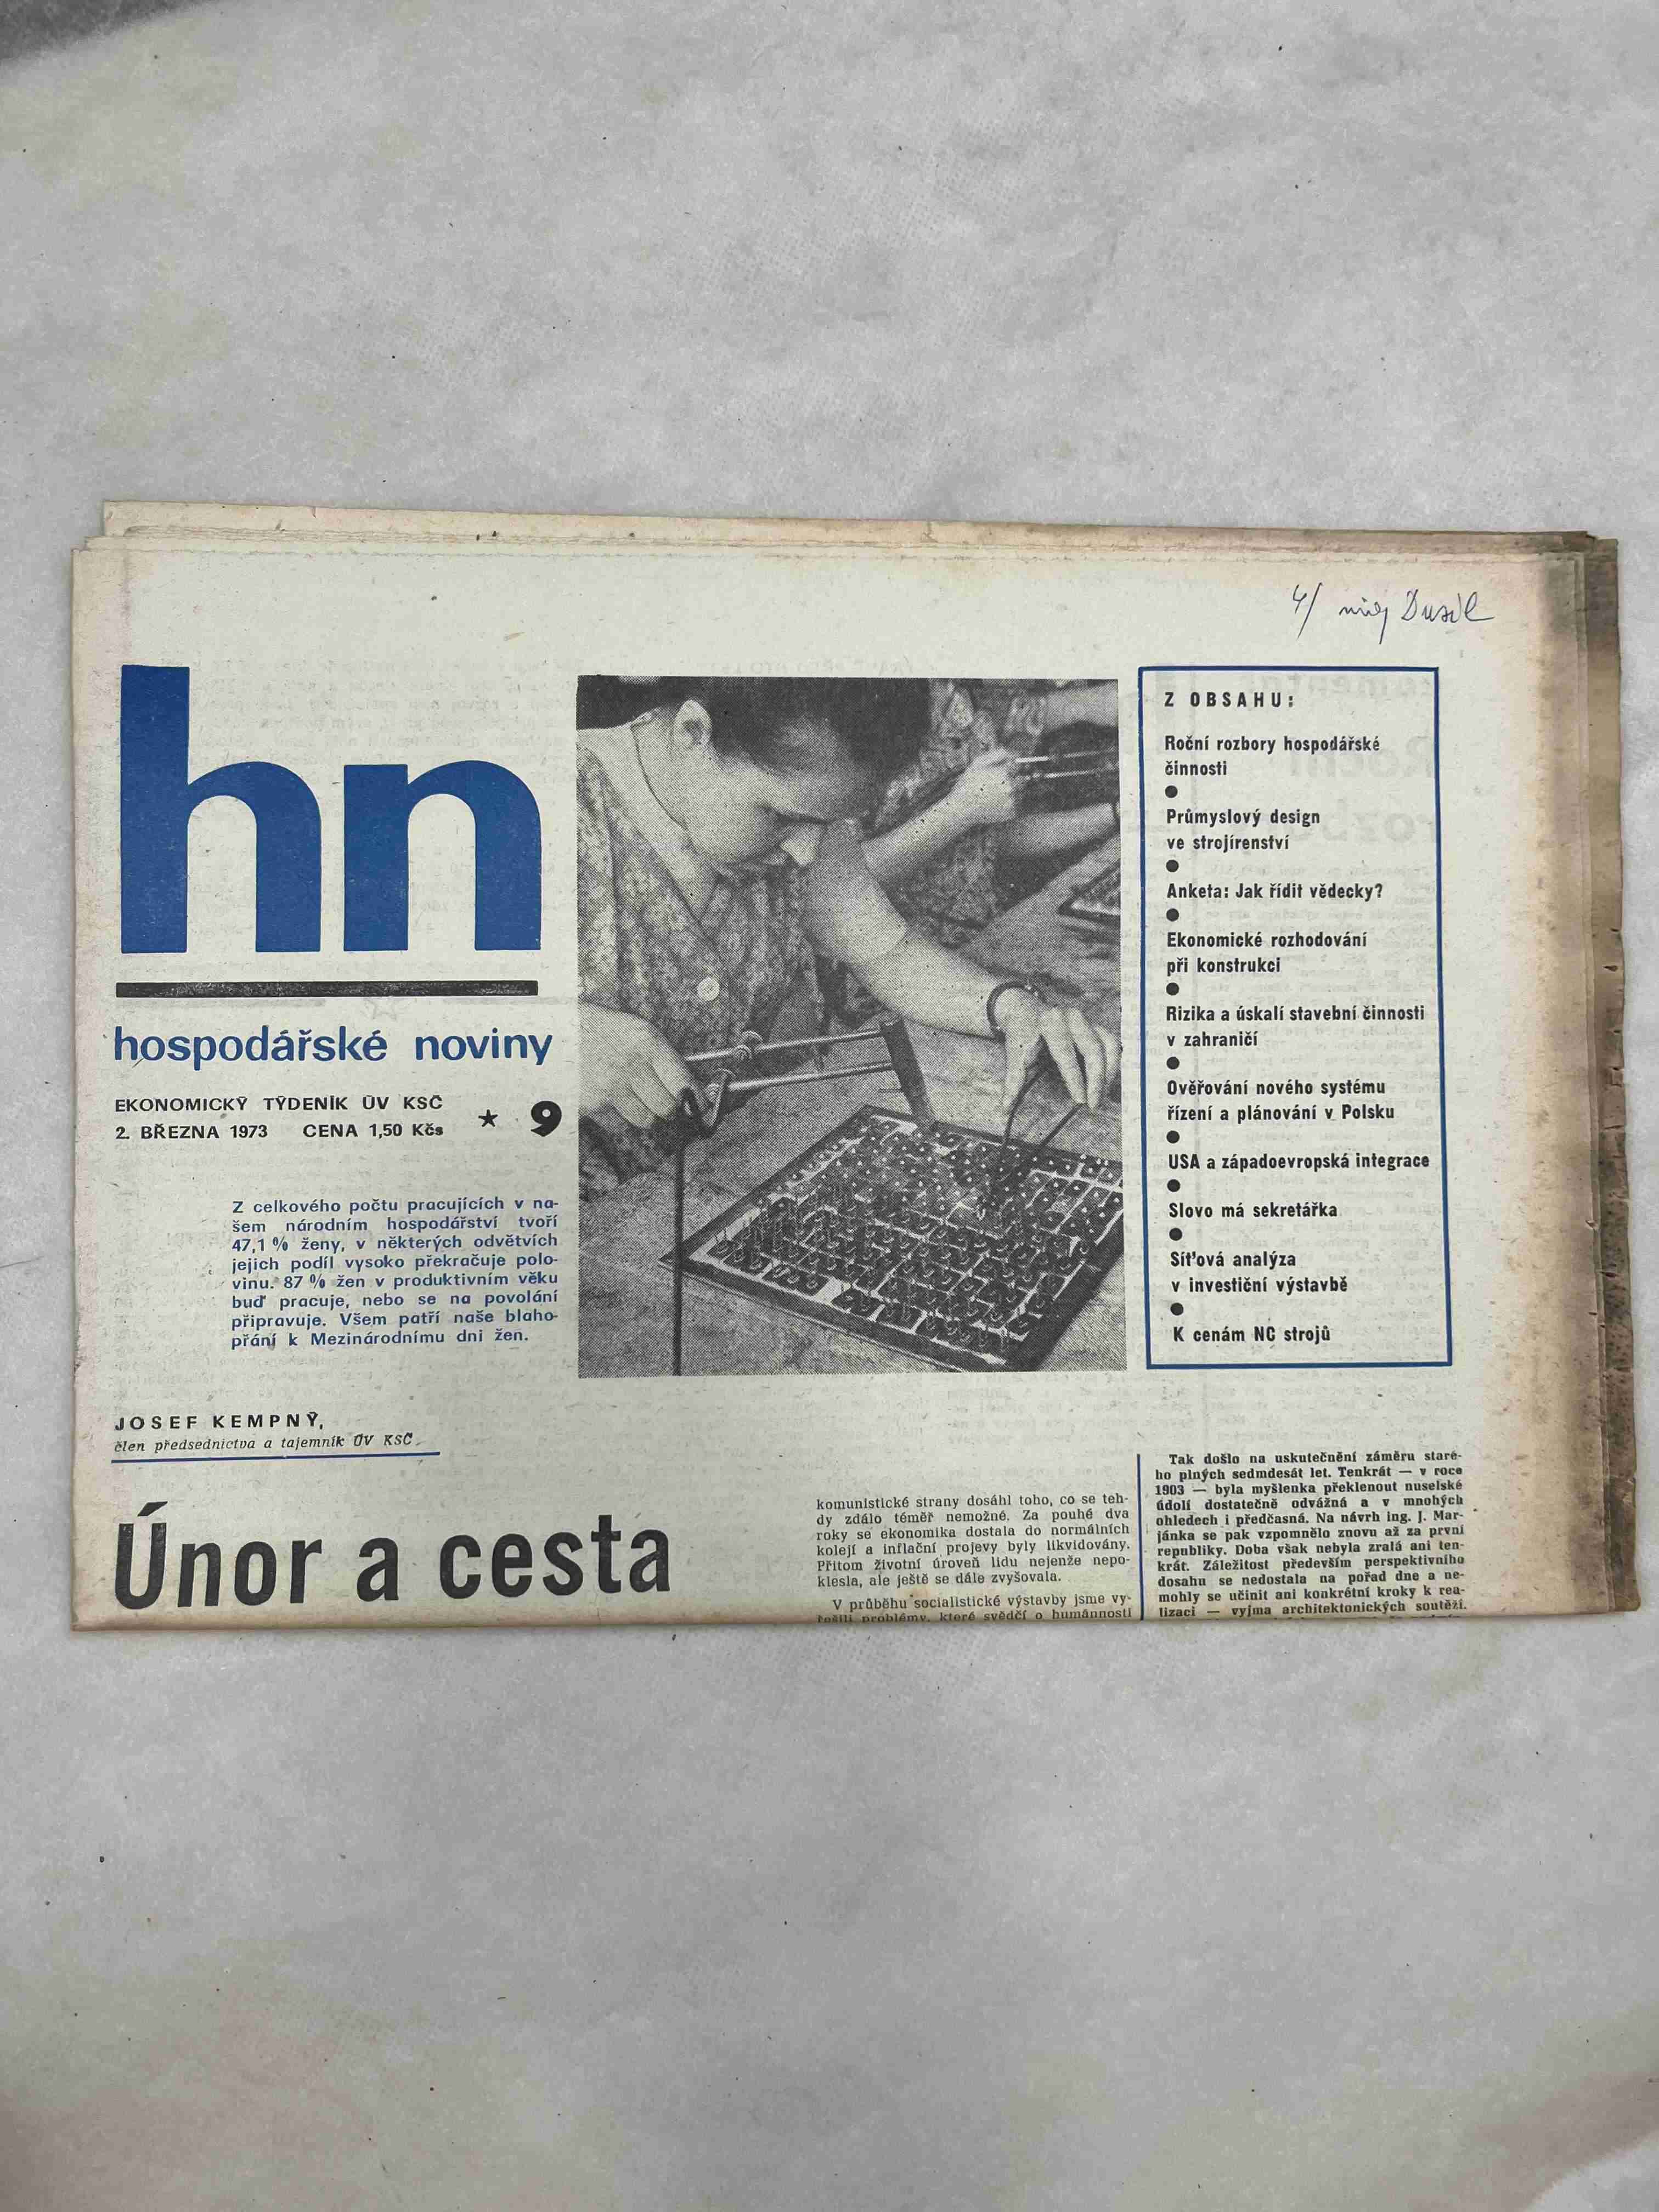 4/ Dusil
hn
hospodářské noviny
EKONOMICKÝ TÝDENÍK ÚV KSČ
2. BŘEZNA 1973 CENA 1,50 Kčs ★ 9
Z celkového počtu pracujících v na-
šem národním hospodářství tvoří
47,1 % ženy, v některých odvětvích
jejich podíl vysoko překračuje polo-
vinu. 87 % žen v produktivním věku
buď pracuje, nebo se na povolání
připravuje. Všem patří naše blaho-
přání k Mezinárodnímu dni žen.
Z OBSAHU:
Roční rozbory hospodářské
činnosti
●
Průmyslový design
ve strojírenství
●
Anketa: Jak řídit vědecky?
●
Ekonomické rozhodování
při konstrukci
●
Rizika a úskalí stavební činnosti
v zahraničí
●
Ověřování nového systému
řízení a plánování v Polsku
●
USA a západoevropská integrace
●
Slovo má sekretářka
●
Síťová analýza
v investiční výstavbě
●
K cenám NC strojů
JOSEF KEMPNÝ,
člen předsednictva a tajemník ÚV KSČ
Únor a cesta
komunistické strany dosáhl toho, co se teh-
dy zdálo téměř nemožné. Za pouhé dva
roky se ekonomika dostala do normálních
kolejí a inflační projevy byly likvidovány.
Přitom životní úroveň lidu nejenže nepo-
klesla, ale ještě se dále zvyšovala.
V průběhu socialistické výstavby jsme vy-
řešili problémy, které svědčí o humánnosti
Tak došlo na uskutečnění záměru staré-
ho plných sedmdesát let. Tenkrát — v roce
1903 — byla myšlenka překlenout nuselské
údolí dostatečně odvážná a v mnohých
ohledech i předčasná. Na návrh ing. J. Mar-
jánka se pak vzpomnělo znovu až za první
republiky. Doba však nebyla zralá ani ten-
krát. Záležitost především perspektivního
dosahu se nedostala na pořad dne a ne-
mohly se učinit ani konkrétní kroky k rea-
lizaci — vyjma architektonických soutěží.